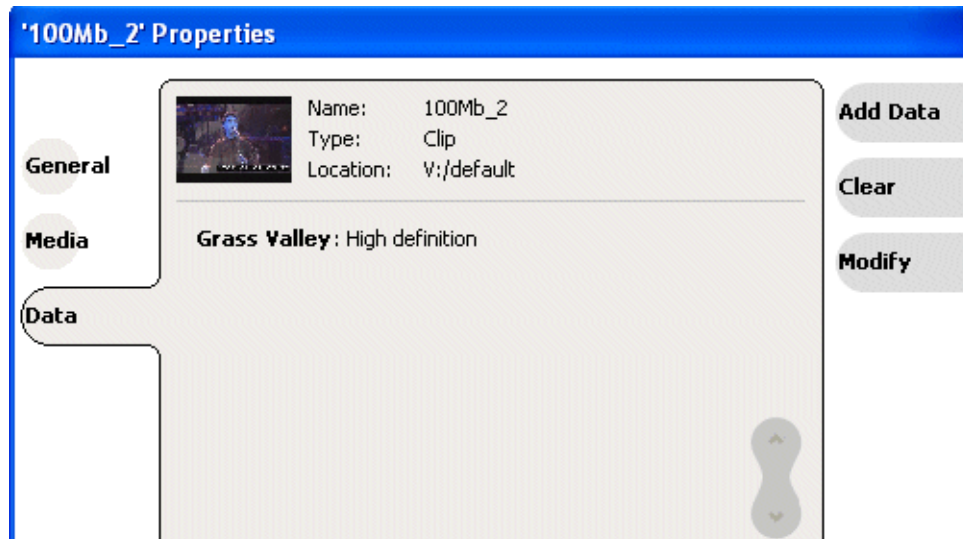 '100Mb_2' Properties
General
Media
Data
Name: 100Mb_2
Type: Clip
Location: V:/default
Grass Valley: High definition
Add Data
Clear
Modify